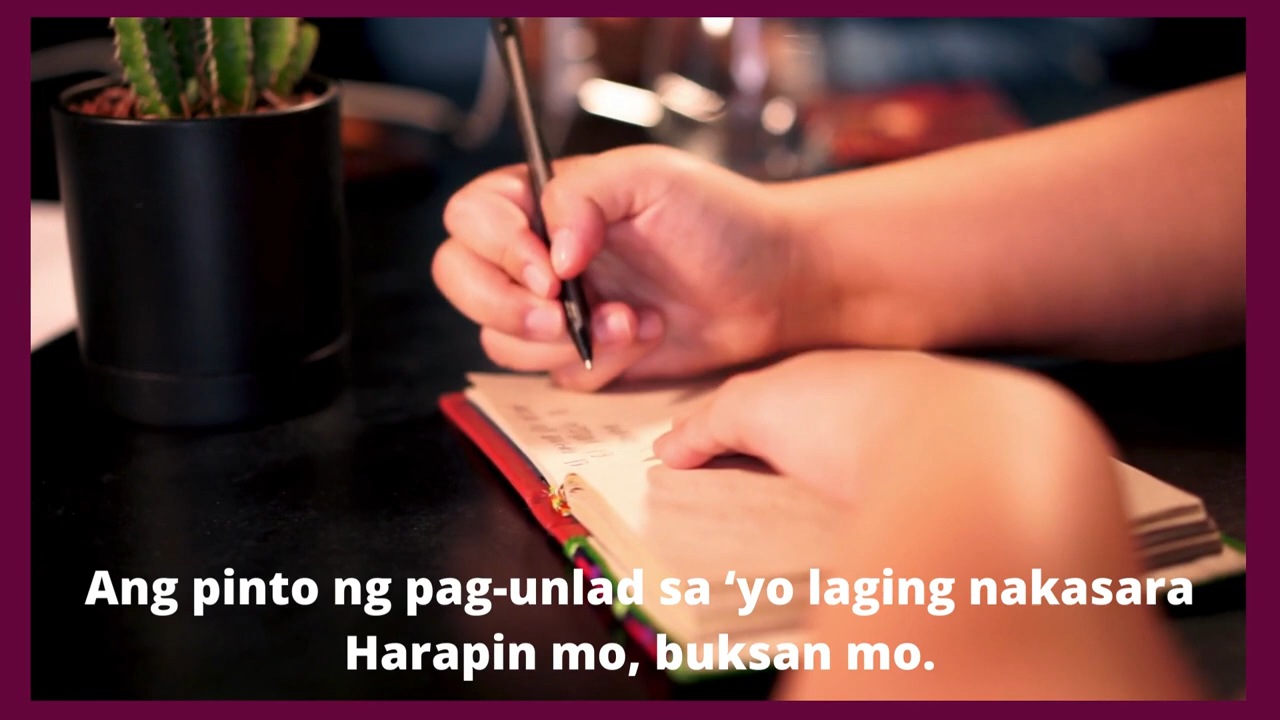 Ang pinto ng pag-unlad sa ‘yo laging nakasara
Harapin mo, buksan mo.